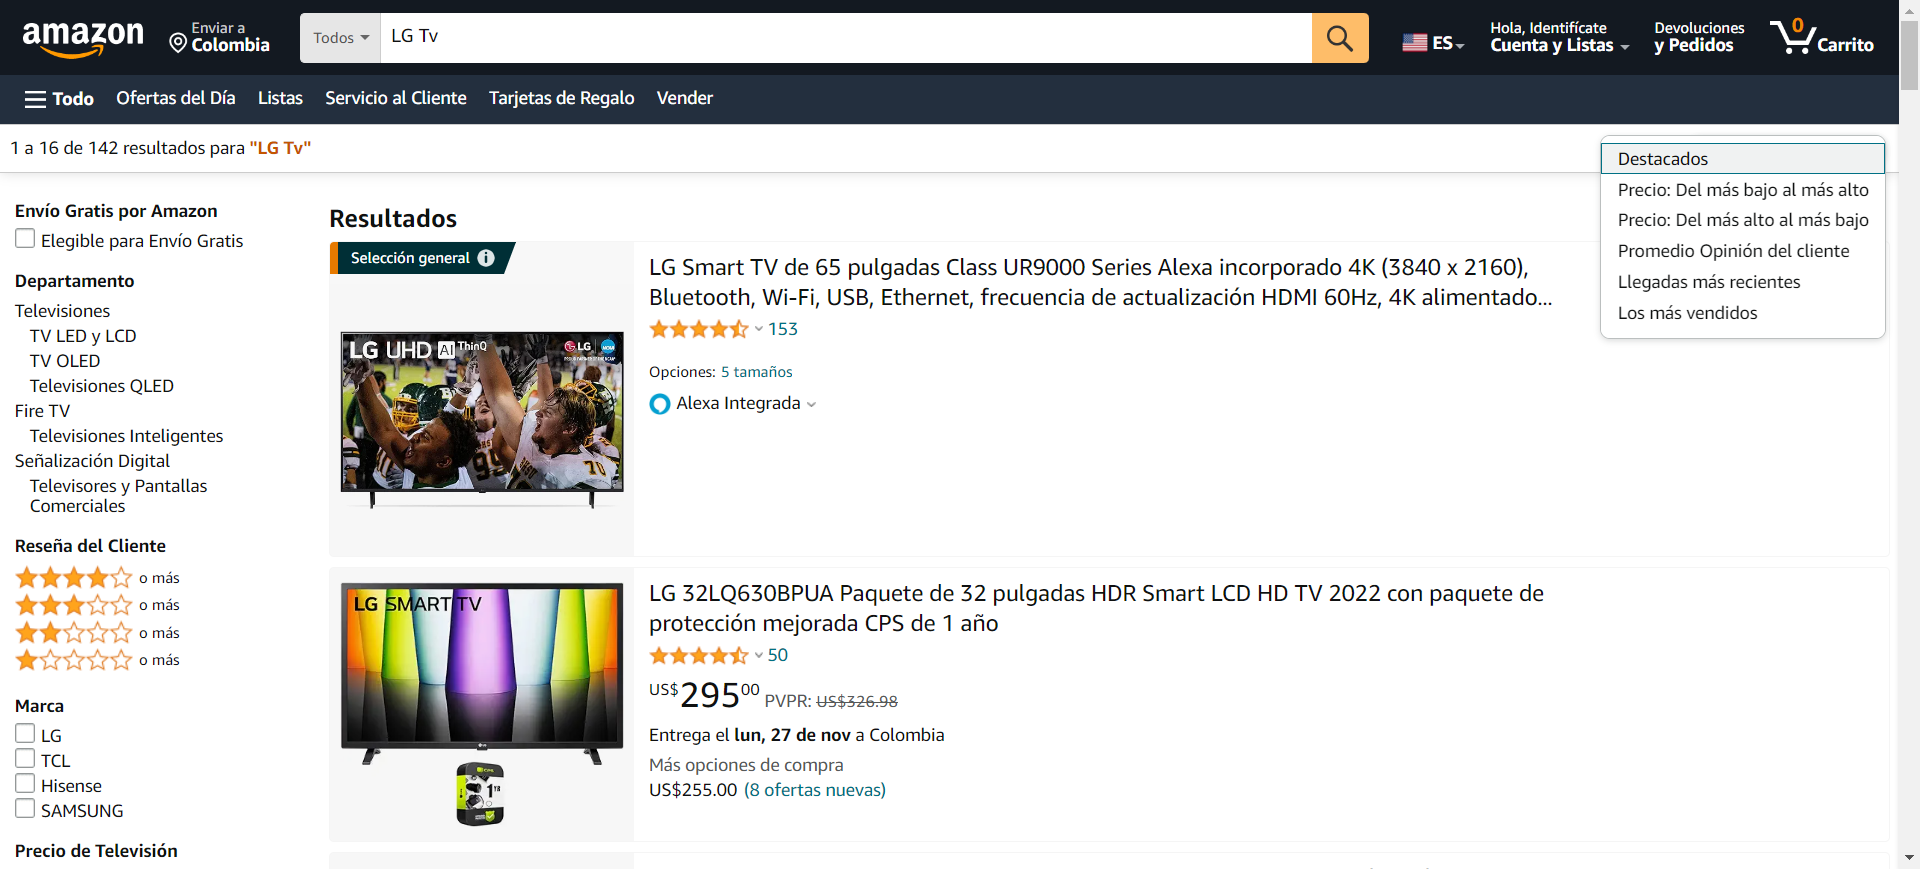 amazon
Enviar a
Colombia
Todos
LG Tv
ES
Hola, Identifícate
Cuenta y Listas
Devoluciones
y Pedidos
0
Carrito
Todo
Ofertas del Día
Listas
Servicio al Cliente
Tarjetas de Regalo
Vender
1 a 16 de 142 resultados para "LG Tv"
Destacados
Precio: Del más bajo al más alto
Precio: Del más alto al más bajo
Promedio Opinión del cliente
Llegadas más recientes
Los más vendidos
Envío Gratis por Amazon
Elegible para Envío Gratis
Departamento
Televisiones
TV LED y LCD
TV OLED
Televisiones QLED
Fire TV
Televisiones Inteligentes
Señalización Digital
Televisores y Pantallas
Comerciales
Reseña del Cliente
o más
o más
o más
o más
Marca
LG
TCL
Hisense
SAMSUNG
Precio de Televisión
Resultados
Selección general
LG UHD AI ThinQ
LG
LG Smart TV de 65 pulgadas Class UR9000 Series Alexa incorporado 4K (3840 x 2160),
Bluetooth, Wi-Fi, USB, Ethernet, frecuencia de actualización HDMI 60Hz, 4K alimentado...
153
Opciones: 5 tamaños
Alexa Integrada
LG SMART TV
CPS
1 YR
LG 32LQ630BPUA Paquete de 32 pulgadas HDR Smart LCD HD TV 2022 con paquete de
protección mejorada CPS de 1 año
50
US$29500 PVPR: US$326.98
Entrega el lun, 27 de nov a Colombia
Más opciones de compra
US$255.00 (8 ofertas nuevas)